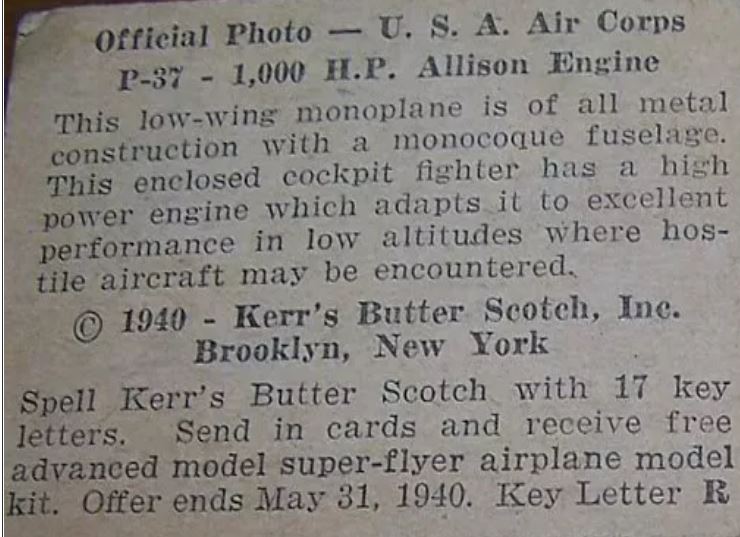 Official Photo — U. S. A. Air Corps
P-37 - 1,000 H.P. Allison Engine
This low-wing monoplane is of all metal
construction with a monocoque fuselage.
This enclosed cockpit fighter has a high
power engine which adapts it to excellent
performance in low altitudes where hos-
tile aircraft may be encountered.
© 1940 - Kerr's Butter Scotch, Inc.
Brooklyn, New York
Spell Kerr's Butter Scotch with 17 key
letters. Send in cards and receive free
advanced model super-flyer airplane model
kit. Offer ends May 31, 1940. Key Letter R